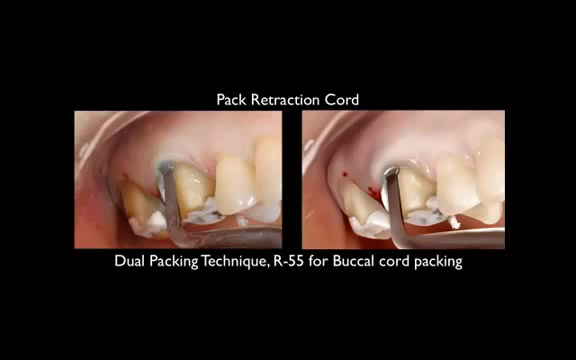 Pack Retraction Cord
Dual Packing Technique, R-55 for Buccal cord packing